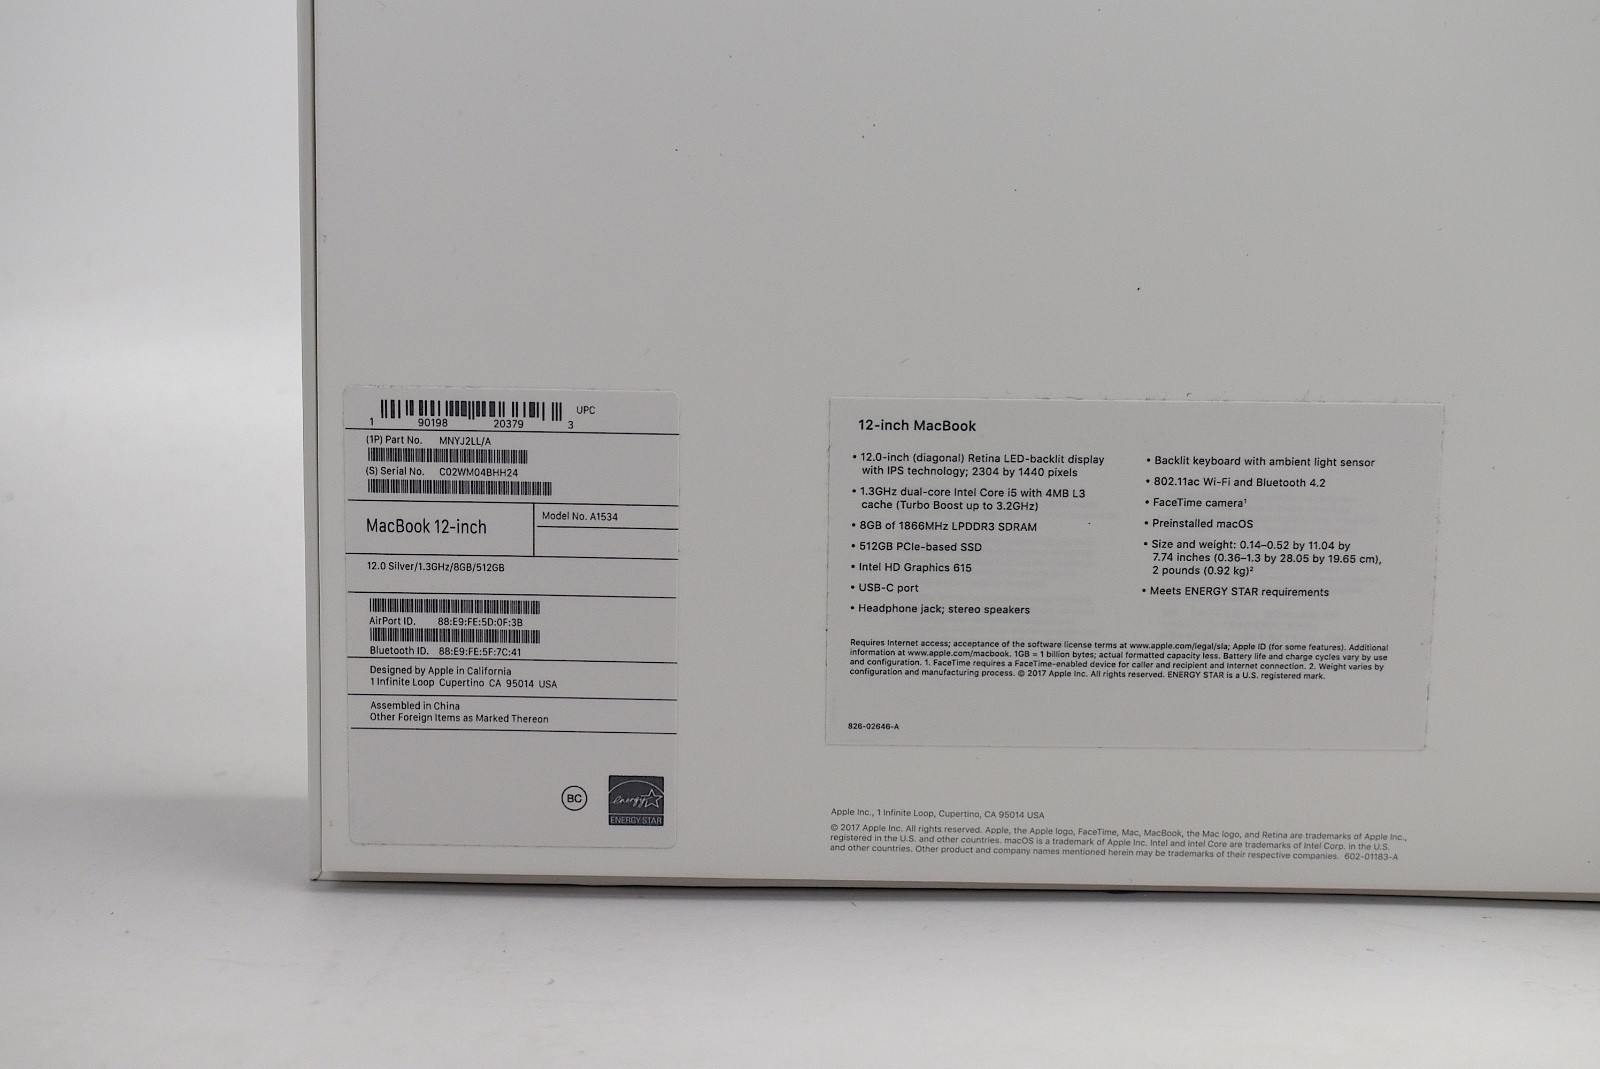 1 90198 20379 3 UPC
(1P) Part No. MNYJ2LL/A
(S) Serial No. C02WM04BHH24
MacBook 12-inch
Model No. A1534
12.0 Silver/1.3GHz/8GB/512GB
AirPort ID. 88:E9:FE:5D:0F:3B
Bluetooth ID. 88:E9:FE:5F:7C:41
Designed by Apple in California
1 Infinite Loop Cupertino CA 95014 USA
Assembled in China
Other Foreign Items as Marked Thereon
BC
energy
ENERGY STAR
12-inch MacBook
• 12.0-inch (diagonal) Retina LED-backlit display
with IPS technology; 2304 by 1440 pixels
• 1.3GHz dual-core Intel Core i5 with 4MB L3
cache (Turbo Boost up to 3.2GHz)
• 8GB of 1866MHz LPDDR3 SDRAM
• 512GB PCIe-based SSD
• Intel HD Graphics 615
• USB-C port
• Headphone jack; stereo speakers
• Backlit keyboard with ambient light sensor
• 802.11ac Wi-Fi and Bluetooth 4.2
• FaceTime camera¹
• Preinstalled macOS
• Size and weight: 0.14–0.52 by 11.04 by
7.74 inches (0.36–1.3 by 28.05 by 19.65 cm),
2 pounds (0.92 kg)²
• Meets ENERGY STAR requirements
Requires Internet access; acceptance of the software license terms at www.apple.com/legal/sla; Apple ID (for some features). Additional
information at www.apple.com/macbook. 1GB = 1 billion bytes; actual formatted capacity less. Battery life and charge cycles vary by use
and configuration. 1. FaceTime requires a FaceTime-enabled device for caller and recipient and Internet connection. 2. Weight varies by
configuration and manufacturing process. © 2017 Apple Inc. All rights reserved. ENERGY STAR is a U.S. registered mark.
826-02646-A
Apple Inc., 1 Infinite Loop, Cupertino, CA 95014 USA
© 2017 Apple Inc. All rights reserved. Apple, the Apple logo, FaceTime, Mac, MacBook, the Mac logo, and Retina are trademarks of Apple Inc.,
registered in the U.S. and other countries. macOS is a trademark of Apple Inc. Intel and Intel Core are trademarks of Intel Corp. in the U.S.
and other countries. Other product and company names mentioned herein may be trademarks of their respective companies. 602-01183-A